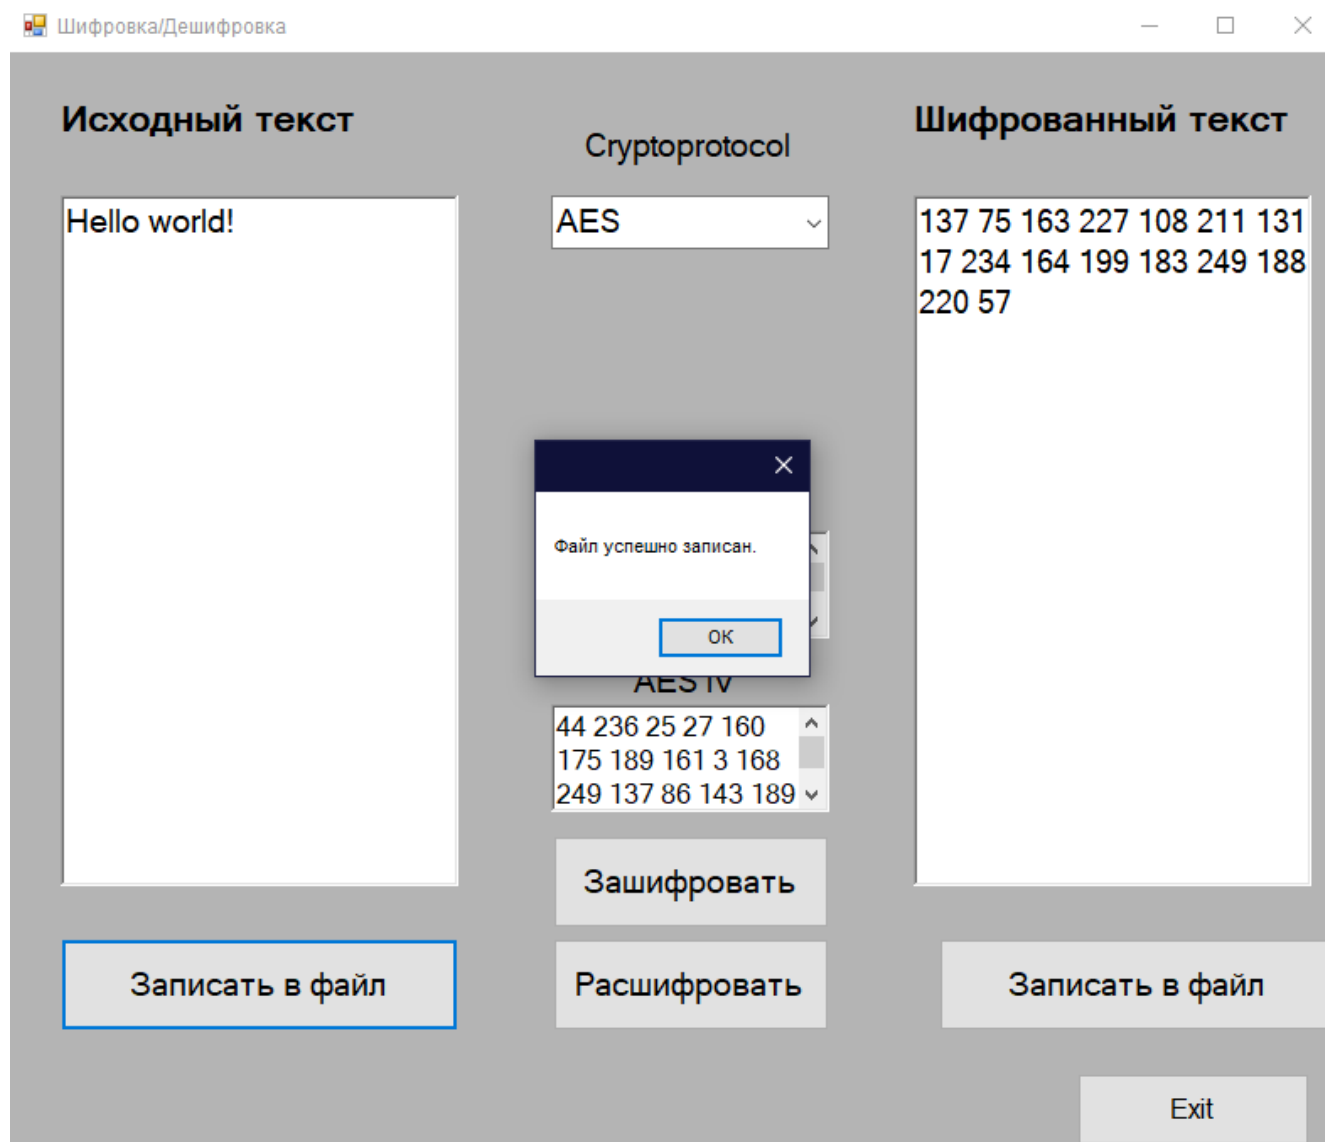 Шифровка/Дешифровка
Исходный текст
Cryptoprotocol
Шифрованный текст
Hello world!
AES
137 75 163 227 108 211 131
17 234 164 199 183 249 188
220 57
Файл успешно записан.
ОК
AES IV
44 236 25 27 160
175 189 161 3 168
249 137 86 143 189
Зашифровать
Записать в файл
Расшифровать
Записать в файл
Exit